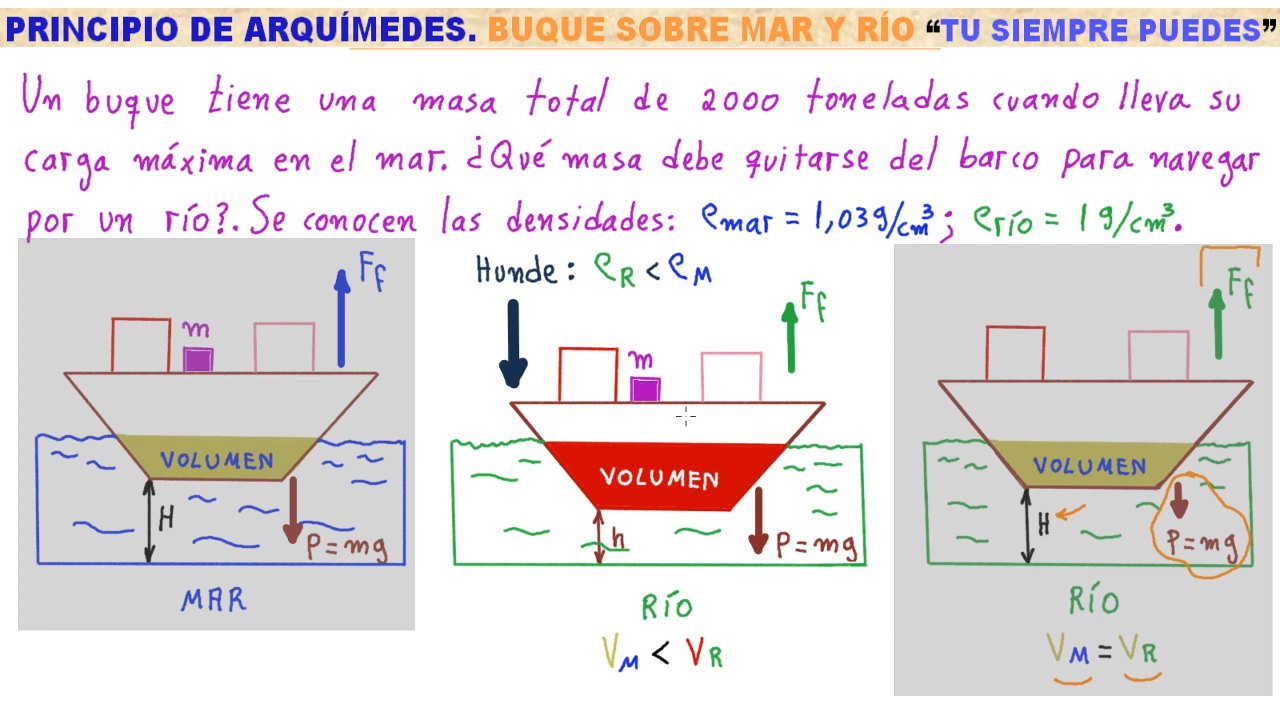 PRINCIPIO DE ARQUÍMEDES. BUQUE SOBRE MAR Y RÍO “TU SIEMPRE PUEDES”
Un buque tiene una masa total de 2000 toneladas cuando lleva su
carga máxima en el mar. ¿Qué masa debe quitarse del barco para navegar
por un río?. Se conocen las densidades: ρmar = 1,03g/cm³; ρrío = 1g/cm³.
Ff
m
VOLUMEN
H
P=mg
MAR
Hunde: ρR < ρM
Ff
m
VOLUMEN
h
P=mg
RÍO
VM < VR
Ff
VOLUMEN
H
P=mg
RÍO
VM = VR